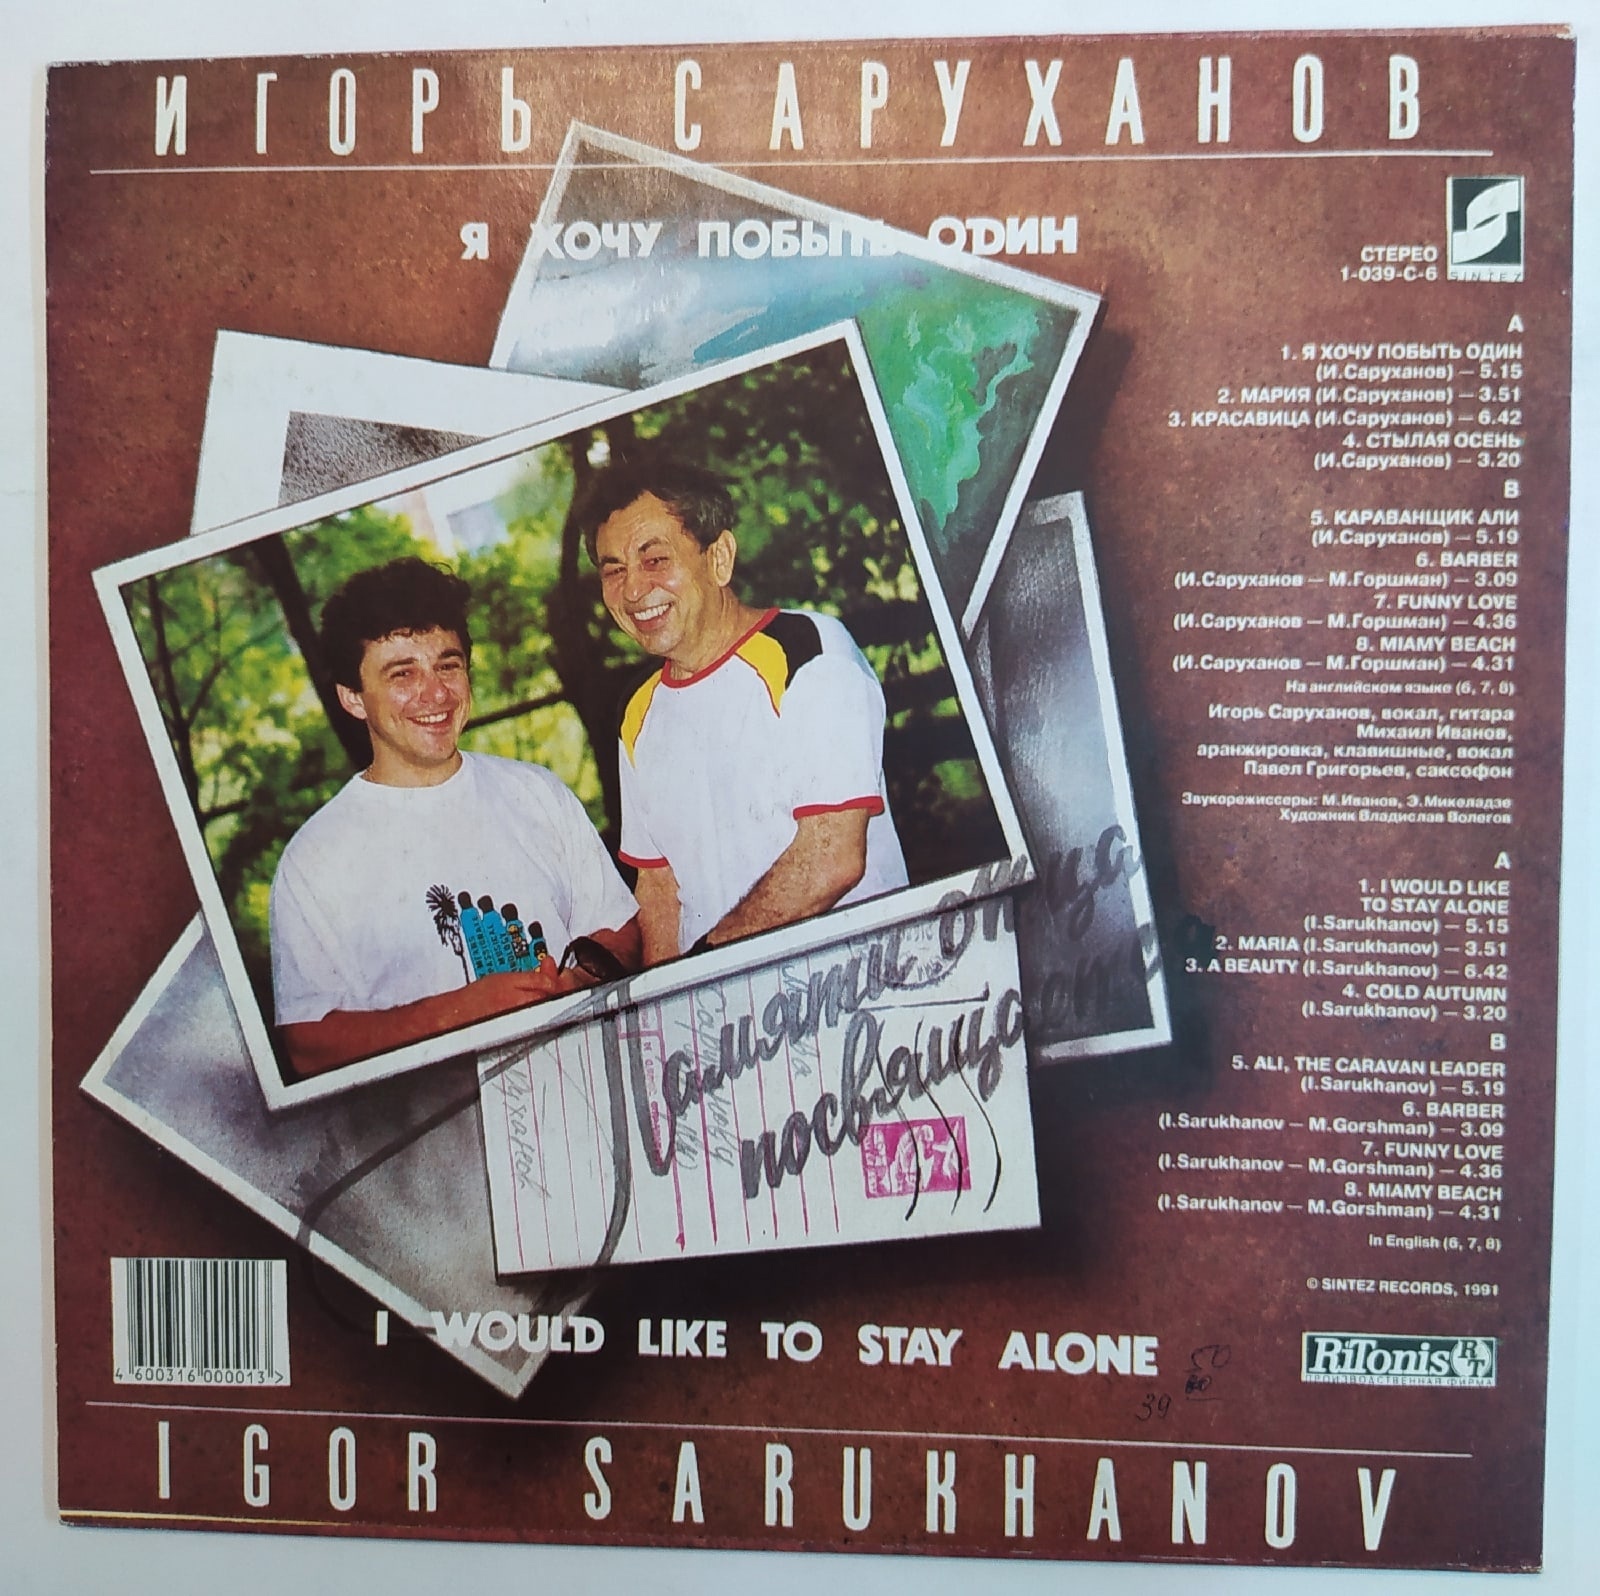 ИГОРЬ САРУХАНОВ
Я ХОЧУ ПОБЫТЬ ОДИН
СТЕРЕО
1-039-С-6
SINTEZ
A
1. Я ХОЧУ ПОБЫТЬ ОДИН
(И.Саруханов) — 5.15
2. МАРИЯ (И.Саруханов) — 3.51
3. КРАСАВИЦА (И.Саруханов) — 6.42
4. СТЫЛАЯ ОСЕНЬ
(И.Саруханов) — 3.20
B
5. КАРАВАНЩИК АЛИ
(И.Саруханов) — 5.19
6. BARBER
(И.Саруханов — М.Горшман) — 3.09
7. FUNNY LOVE
(И.Саруханов — М.Горшман) — 4.36
8. MIAMY BEACH
(И.Саруханов — М.Горшман) — 4.31
На английском языке (6, 7, 8)
Игорь Саруханов, вокал, гитара
Михаил Иванов,
аранжировка, клавишные, вокал
Павел Григорьев, саксофон
Звукорежиссеры: М.Иванов, Э.Микеладзе
Художник Владислав Волегов
A
1. I WOULD LIKE
TO STAY ALONE
(I.Sarukhanov) — 5.15
2. MARIA (I.Sarukhanov) — 3.51
3. A BEAUTY (I.Sarukhanov) — 6.42
4. COLD AUTUMN
(I.Sarukhanov) — 3.20
B
5. ALI, THE CARAVAN LEADER
(I.Sarukhanov) — 5.19
6. BARBER
(I.Sarukhanov — M.Gorshman) — 3.09
7. FUNNY LOVE
(I.Sarukhanov — M.Gorshman) — 4.36
8. MIAMY BEACH
(I.Sarukhanov — M.Gorshman) — 4.31
In English (6, 7, 8)
© SINTEZ RECORDS, 1991
Памяти отца
посвящается
I WOULD LIKE TO STAY ALONE
50
39
RiTonis RT
ПРОИЗВОДСТВЕННАЯ ФИРМА
4 600316 000013 >
IGOR SARUKHANOV